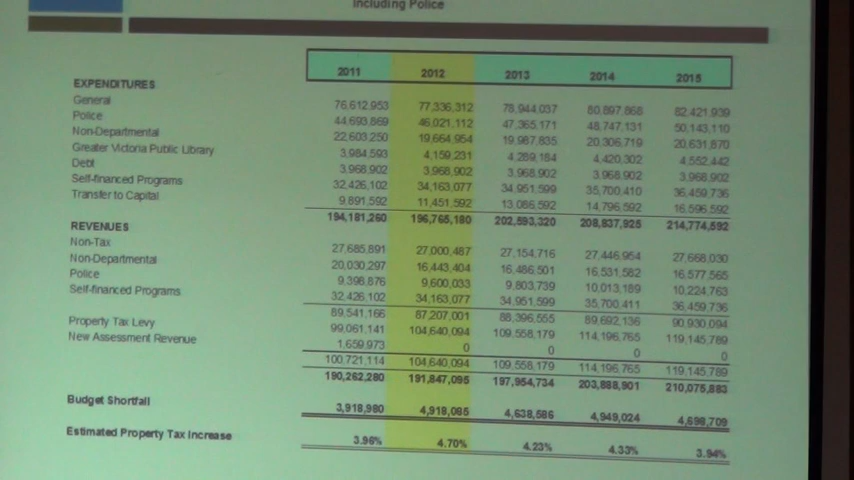 Including Police
2011 2012 2013 2014 2015
EXPENDITURES
General 76,612,953 77,336,312 78,944,037 80,897,868 82,421,939
Police 44,693,869 46,021,112 47,365,171 48,747,131 50,143,110
Non-Departmental 22,603,250 19,664,954 19,987,835 20,306,719 20,631,870
Greater Victoria Public Library 3,984,593 4,159,231 4,289,184 4,420,302 4,552,442
Debt 3,968,902 3,968,902 3,968,902 3,968,902 3,968,902
Self-financed Programs 32,426,102 34,163,077 34,951,599 35,700,410 36,459,736
Transfer to Capital 9,891,592 11,451,592 13,086,592 14,796,592 16,596,592
194,181,260 196,765,180 202,593,320 208,837,925 214,774,592
REVENUES
Non-Tax 27,685,891 27,000,487 27,154,716 27,446,954 27,668,030
Non-Departmental 20,030,297 16,443,404 16,486,501 16,531,582 16,577,565
Police 9,398,876 9,600,033 9,803,739 10,013,189 10,224,763
Self-financed Programs 32,426,102 34,163,077 34,951,599 35,700,411 36,459,736
89,541,166 87,207,001 88,396,555 89,692,136 90,930,094
Property Tax Levy 99,061,141 104,640,094 109,558,179 114,196,765 119,145,789
New Assessment Revenue 1,659,973 0 0 0 0
100,721,114 104,640,094 109,558,179 114,196,765 119,145,789
190,262,280 191,847,095 197,954,734 203,888,901 210,075,883
Budget Shortfall 3,918,980 4,918,085 4,638,586 4,949,024 4,698,709
Estimated Property Tax Increase 3.96% 4.70% 4.23% 4.33% 3.94%